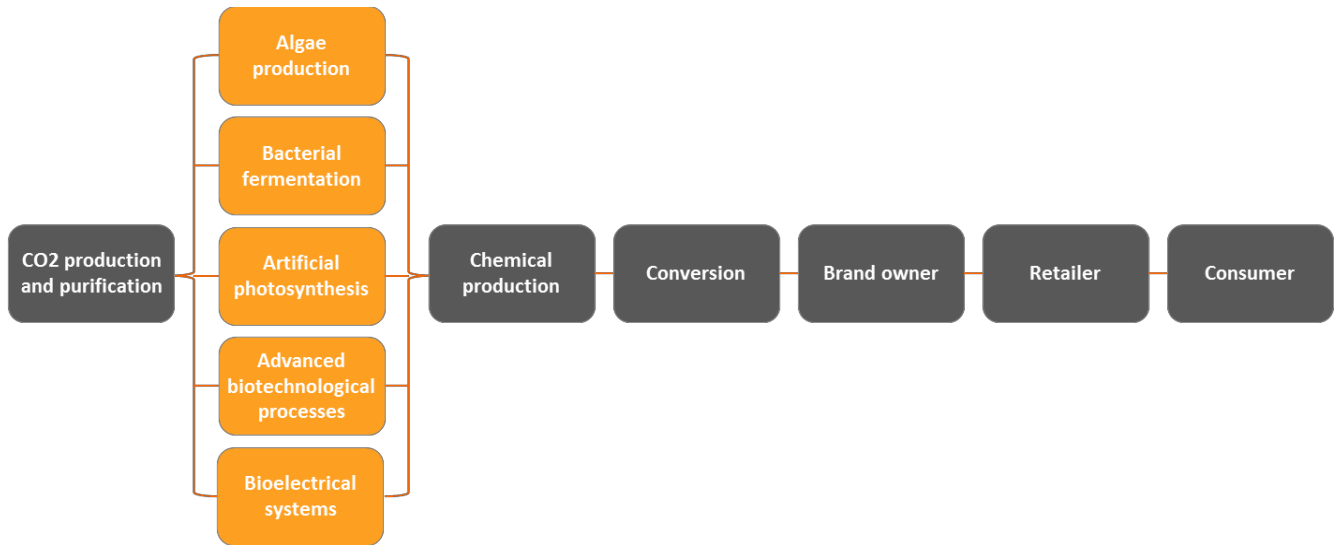 Algae
production
Bacterial
fermentation
CO2 production
and purification
Artificial
photosynthesis
Chemical
production
Conversion
Brand owner
Retailer
Consumer
Advanced
biotechnological
processes
Bioelectrical
systems